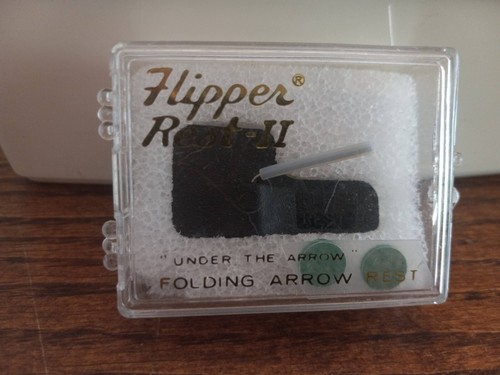 Flipper®
Rest-II
"UNDER THE ARROW"
FOLDING ARROW REST